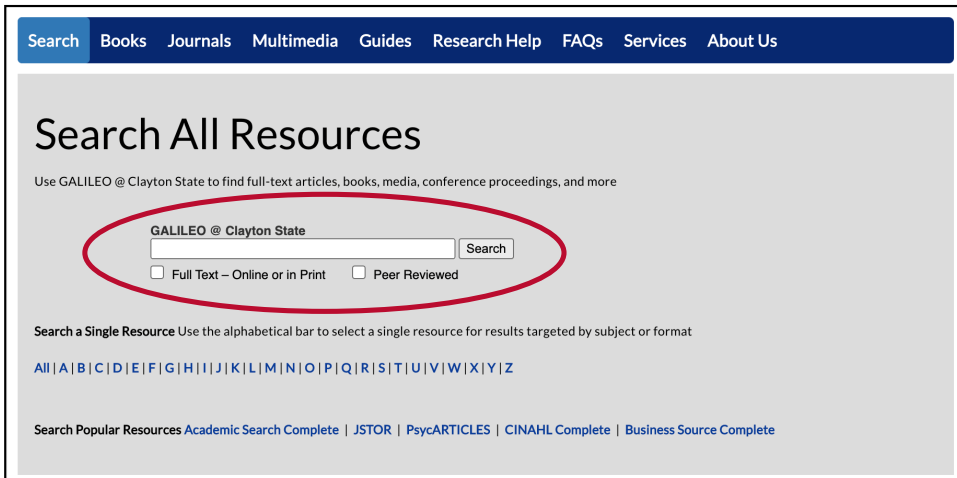 Search Books Journals Multimedia Guides Research Help FAQs Services About Us
Search All Resources
Use GALILEO @ Clayton State to find full-text articles, books, media, conference proceedings, and more
GALILEO @ Clayton State
Search
Full Text – Online or in Print Peer Reviewed
Search a Single Resource Use the alphabetical bar to select a single resource for results targeted by subject or format
All | A | B | C | D | E | F | G | H | I | J | K | L | M | N | O | P | Q | R | S | T | U | V | W | X | Y | Z
Search Popular Resources Academic Search Complete | JSTOR | PsycARTICLES | CINAHL Complete | Business Source Complete